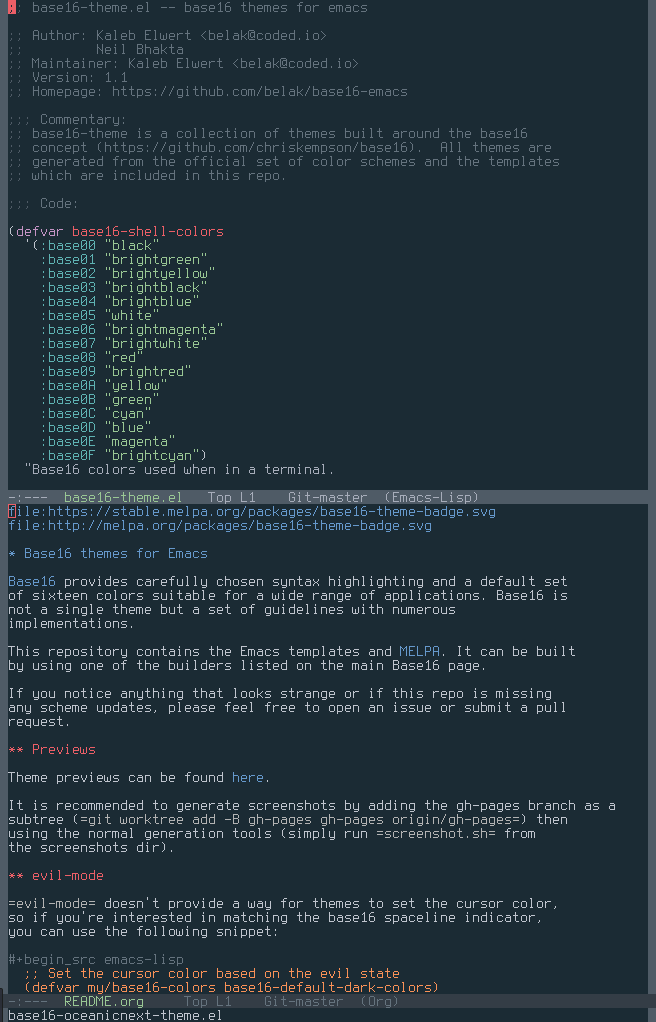 ;; base16-theme.el -- base16 themes for emacs
;; Author: Kaleb Elwert <belak@coded.io>
;;         Neil Bhakta
;; Maintainer: Kaleb Elwert <belak@coded.io>
;; Version: 1.1
;; Homepage: https://github.com/belak/base16-emacs
;;; Commentary:
;; base16-theme is a collection of themes built around the base16
;; concept (https://github.com/chriskempson/base16).  All themes are
;; generated from the official set of color schemes and the templates
;; which are included in this repo.
;;; Code:
(defvar base16-shell-colors
  '(:base00 "black"
    :base01 "brightgreen"
    :base02 "brightyellow"
    :base03 "brightblack"
    :base04 "brightblue"
    :base05 "white"
    :base06 "brightmagenta"
    :base07 "brightwhite"
    :base08 "red"
    :base09 "brightred"
    :base0A "yellow"
    :base0B "green"
    :base0C "cyan"
    :base0D "blue"
    :base0E "magenta"
    :base0F "brightcyan")
  "Base16 colors used when in a terminal.
-:---  base16-theme.el   Top L1    Git-master  (Emacs-Lisp)
file:https://stable.melpa.org/packages/base16-theme-badge.svg
file:http://melpa.org/packages/base16-theme-badge.svg
* Base16 themes for Emacs
Base16 provides carefully chosen syntax highlighting and a default set
of sixteen colors suitable for a wide range of applications. Base16 is
not a single theme but a set of guidelines with numerous
implementations.
This repository contains the Emacs templates and MELPA. It can be built
by using one of the builders listed on the main Base16 page.
If you notice anything that looks strange or if this repo is missing
any scheme updates, please feel free to open an issue or submit a pull
request.
** Previews
Theme previews can be found here.
It is recommended to generate screenshots by adding the gh-pages branch as a
subtree (=git worktree add -B gh-pages gh-pages origin/gh-pages=) then
using the normal generation tools (simply run =screenshot.sh= from
the screenshots dir).
** evil-mode
=evil-mode= doesn't provide a way for themes to set the cursor color,
so if you're interested in matching the base16 spaceline indicator,
you can use the following snippet:
#+begin_src emacs-lisp
  ;; Set the cursor color based on the evil state
  (defvar my/base16-colors base16-default-dark-colors)
-:---  README.org     Top L1    Git-master  (Org)
base16-oceanicnext-theme.el